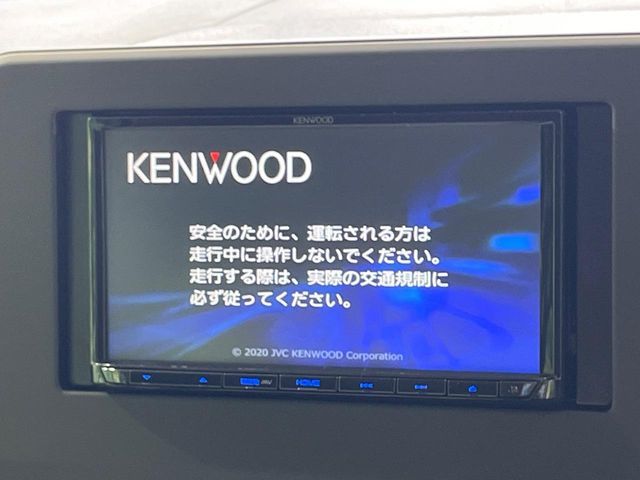 KENWOOD
KENWOOD
安全のために、運転される方は
走行中に操作しないでください。
走行する際は、実際の交通規制に
必ず従ってください。
© 2020 JVC KENWOOD Corporation
HOME